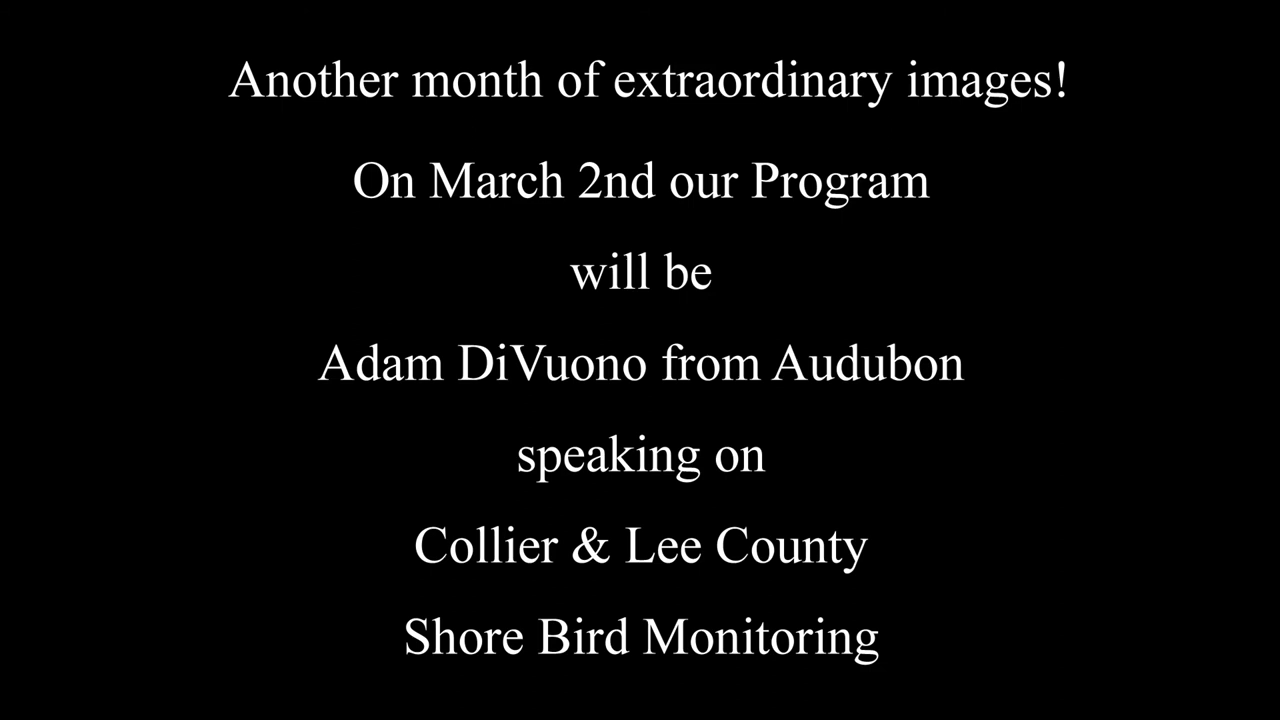 Another month of extraordinary images!
On March 2nd our Program
will be
Adam DiVuono from Audubon
speaking on
Collier & Lee County
Shore Bird Monitoring